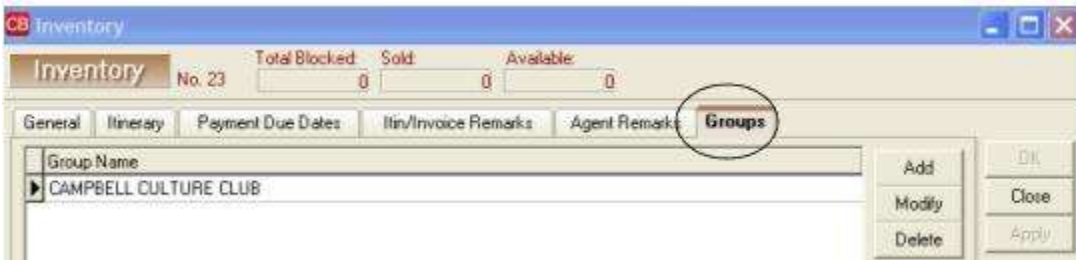 CB Inventory
Inventory No. 23 Total Blocked: 0 Sold: 0 Available: 0
General Itinerary Payment Due Dates Itin/Invoice Remarks Agent Remarks Groups
Group Name
CAMPBELL CULTURE CLUB
Add
Modify
Delete
OK
Close
Apply